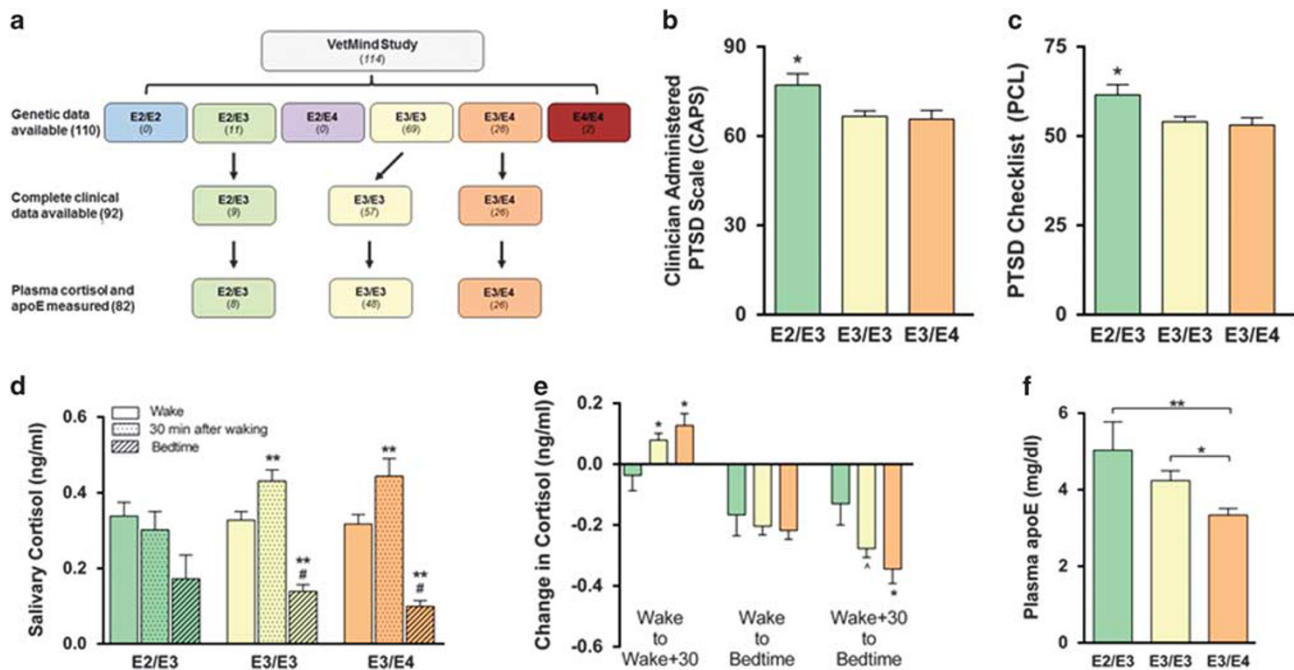 a
VetMind Study
(114)
Genetic data
available (110)
E2/E2
(0)
E2/E3
(11)
E2/E4
(0)
E3/E3
(69)
E3/E4
(28)
E4/E4
(2)
Complete clinical
data available (92)
E2/E3
(9)
E3/E3
(57)
E3/E4
(26)
Plasma cortisol and
apoE measured (82)
E2/E3
(8)
E3/E3
(48)
E3/E4
(26)
b
Clinician Administered
PTSD Scale (CAPS)
90
60
30
0
*
E2/E3 E3/E3 E3/E4
c
PTSD Checklist (PCL)
75
50
25
0
*
E2/E3 E3/E3 E3/E4
d
Salivary Cortisol (ng/ml)
0.6
0.4
0.2
0.0
Wake
30 min after waking
Bedtime
**
**
#
**
**
#
E2/E3 E3/E3 E3/E4
e
Change in Cortisol (ng/ml)
0.2
0.0
-0.2
-0.4
-0.6
*
*
^
*
Wake
to
Wake+30
Wake
to
Bedtime
Wake+30
to
Bedtime
f
Plasma apoE (mg/dl)
6
4
2
0
**
*
E2/E3 E3/E3 E3/E4